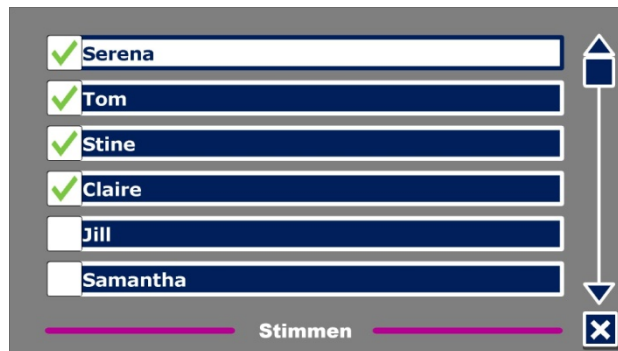 Serena
Tom
Stine
Claire
Jill
Samantha
Stimmen